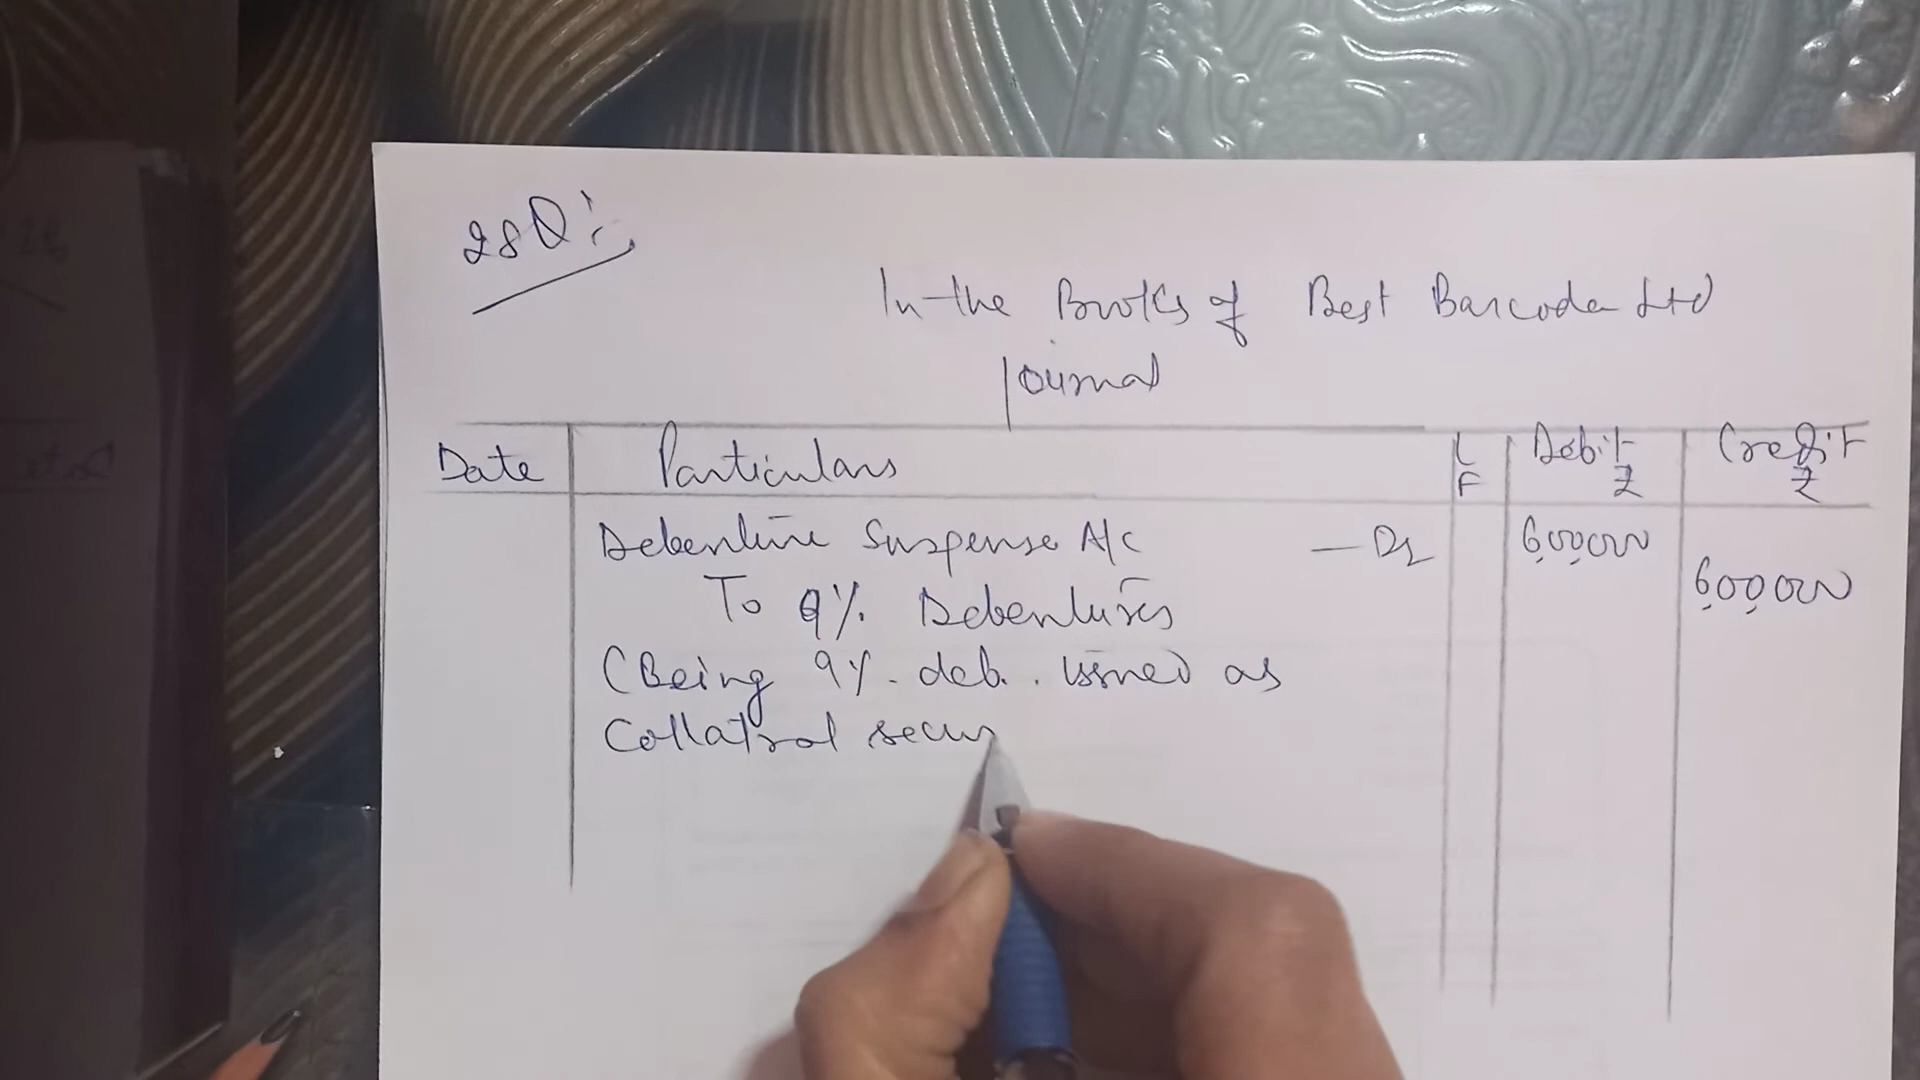 28Q:-
In the Books of Best Barcode Ltd
Journal
Date Particulars L F Debit ₹ Credit ₹
Debenture Suspense A/c — Dr 6,00,000
To 9% Debentures 6,00,000
(Being 9% deb. issued as
Collatral secur